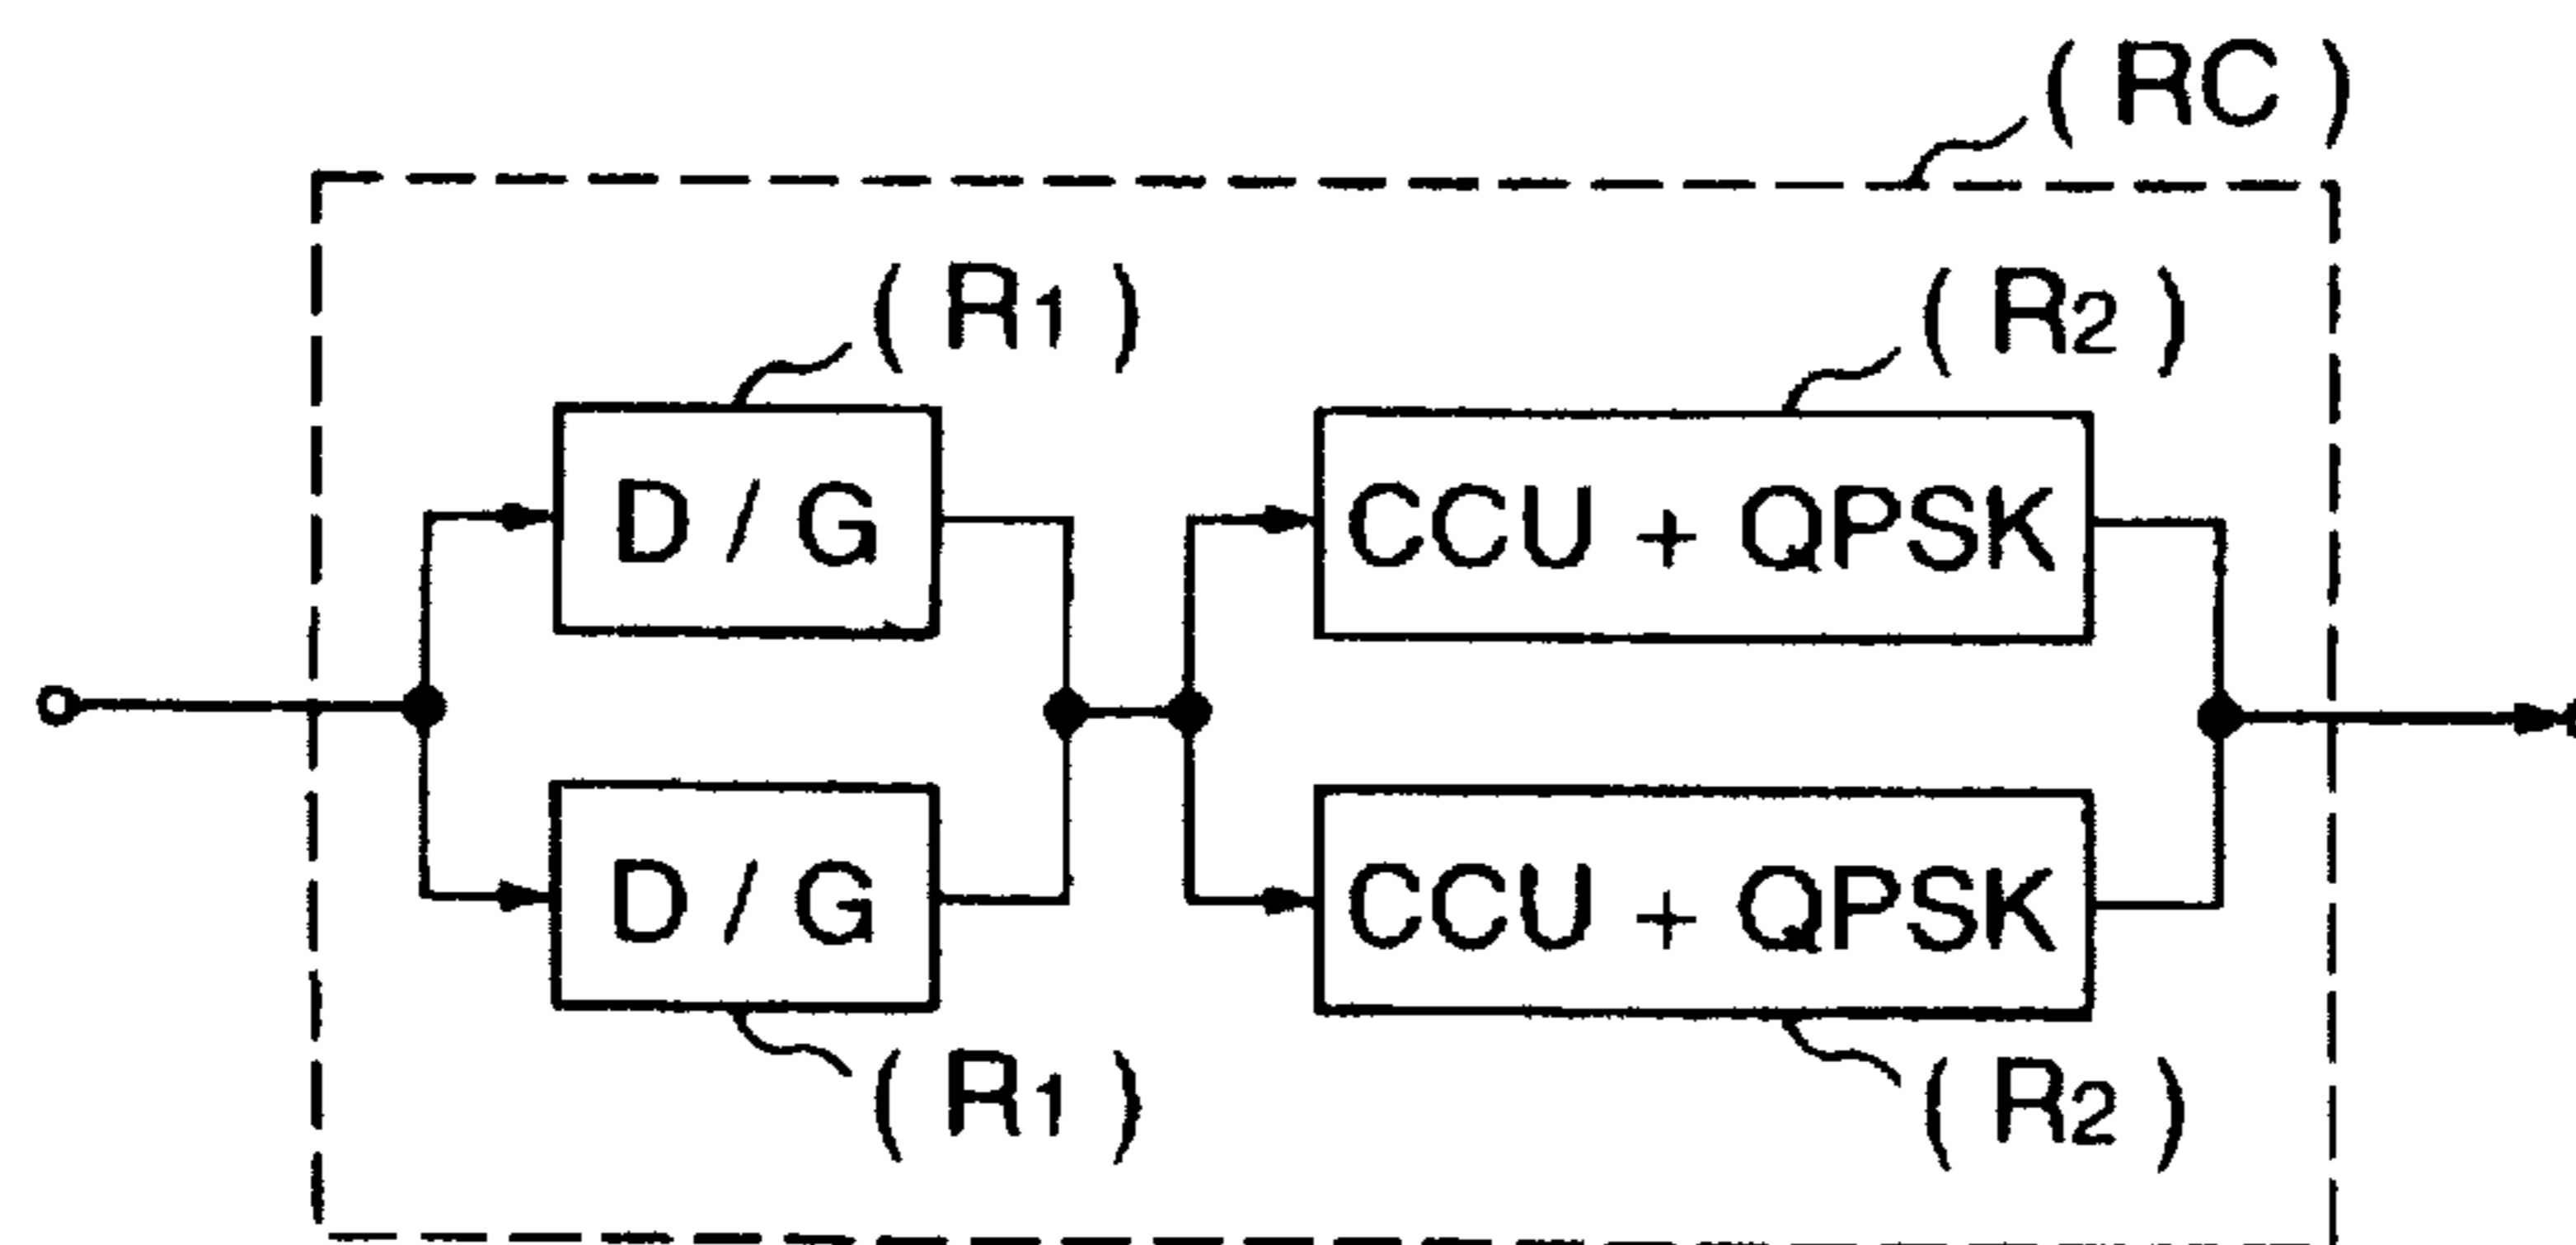 ( RC )
( R1 )
( R2 )
D / G
CCU + QPSK
D / G
CCU + QPSK
( R1 )
( R2 )